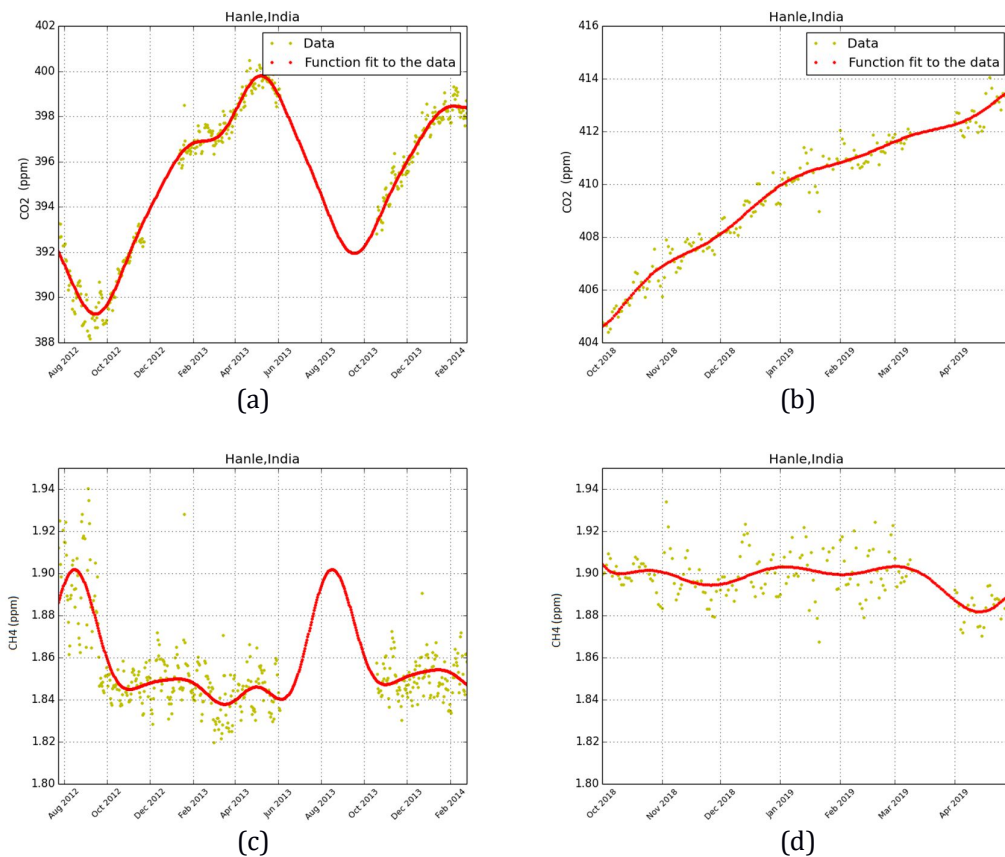 Hanle,India
402
400
398
396
394
392
390
388
CO2 (ppm)
Data
Function fit to the data
Aug 2012
Oct 2012
Dec 2012
Feb 2013
Apr 2013
Jun 2013
Aug 2013
Oct 2013
Dec 2013
Feb 2014
(a)
Hanle,India
416
414
412
410
408
406
404
CO2 (ppm)
Data
Function fit to the data
Oct 2018
Nov 2018
Dec 2018
Jan 2019
Feb 2019
Mar 2019
Apr 2019
(b)
Hanle,India
1.94
1.92
1.90
1.88
1.86
1.84
1.82
1.80
CH4 (ppm)
Aug 2012
Oct 2012
Dec 2012
Feb 2013
Apr 2013
Jun 2013
Aug 2013
Oct 2013
Dec 2013
Feb 2014
(c)
Hanle,India
1.94
1.92
1.90
1.88
1.86
1.84
1.82
1.80
CH4 (ppm)
Oct 2018
Nov 2018
Dec 2018
Jan 2019
Feb 2019
Mar 2019
Apr 2019
(d)